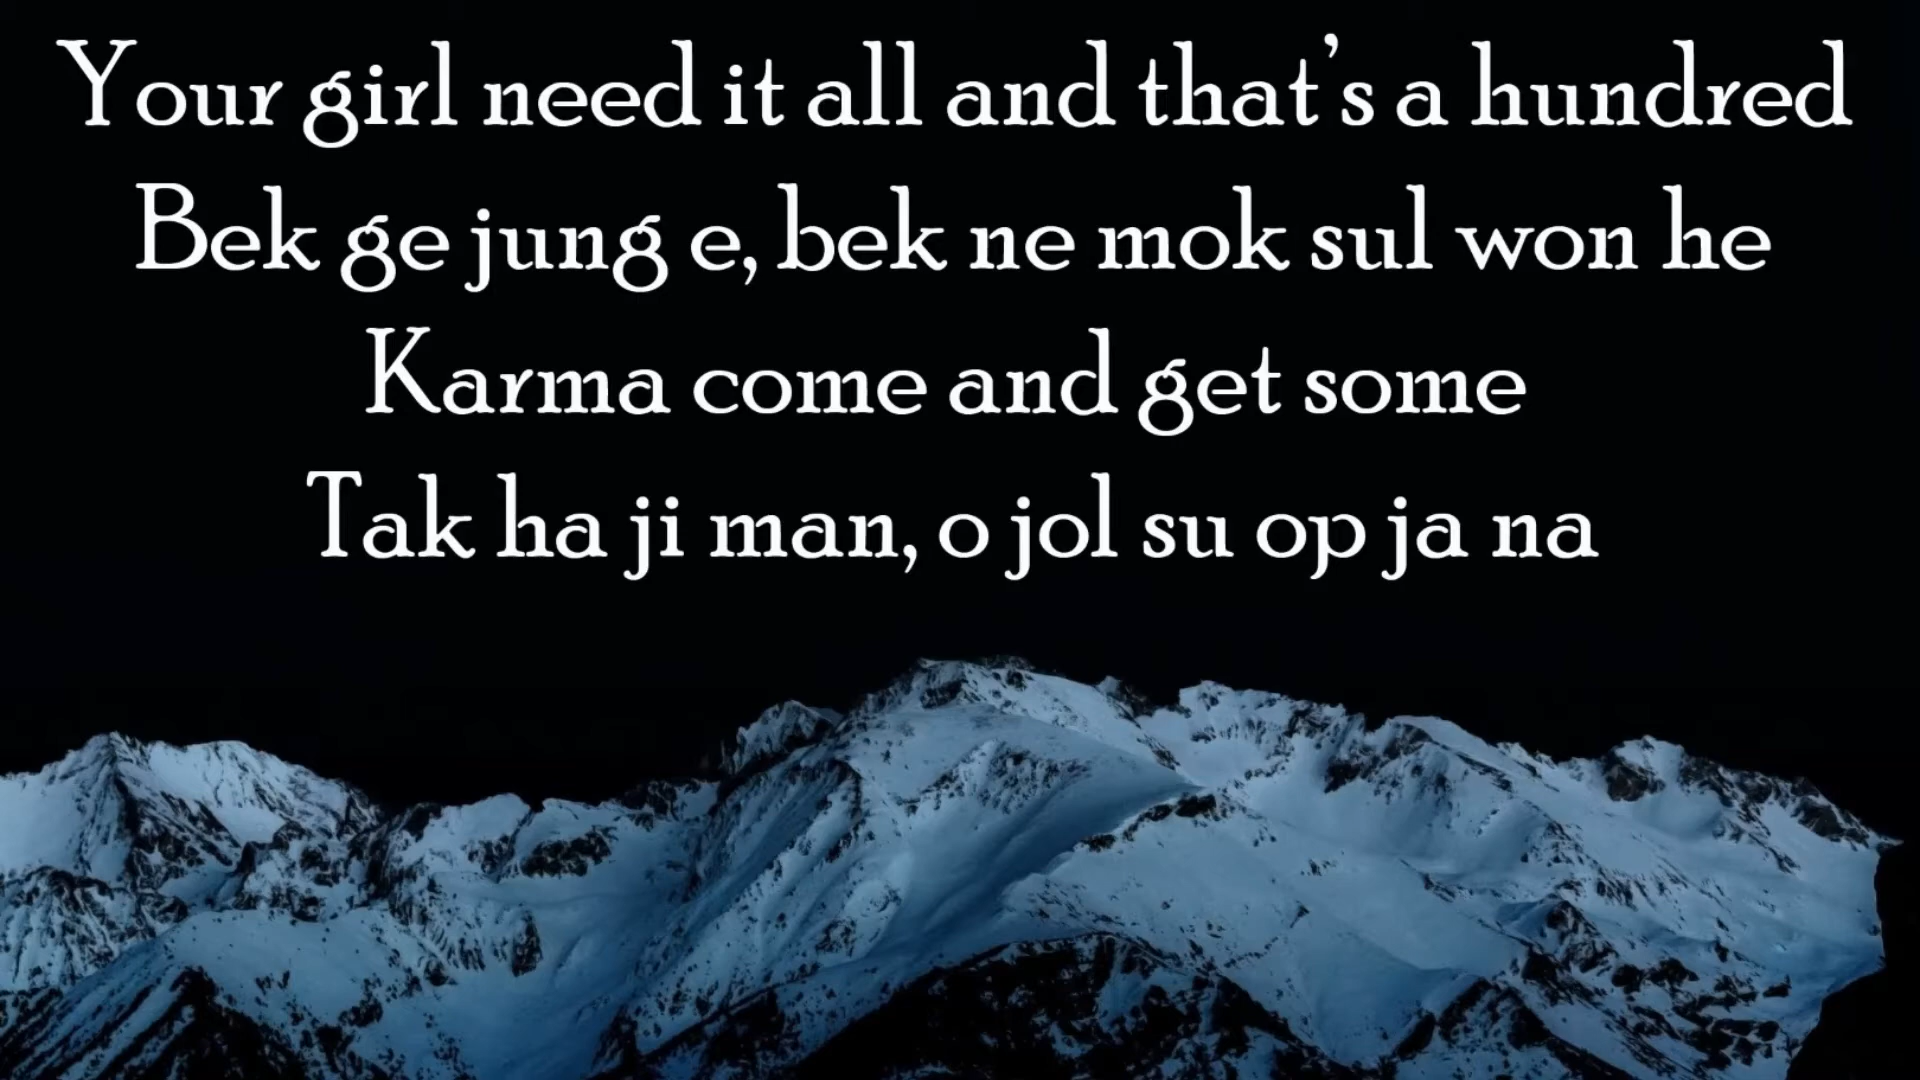 Your girl need it all and that’s a hundred
Bek ge jung e, bek ne mok sul won he
Karma come and get some
Tak ha ji man, o jol su op ja na